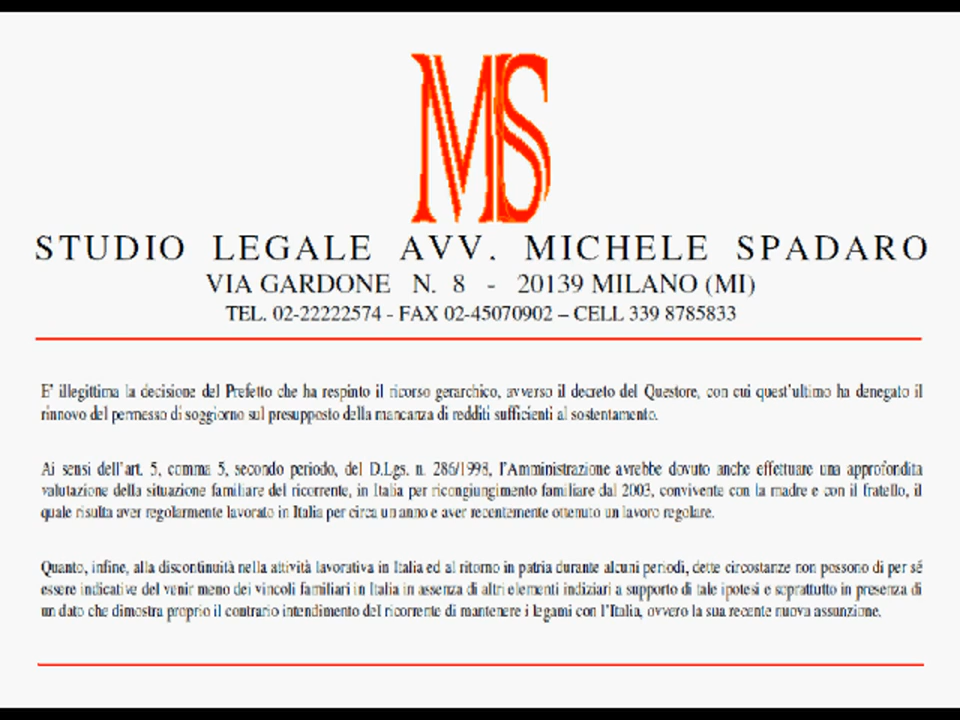 MS
STUDIO LEGALE AVV. MICHELE SPADARO
VIA GARDONE N. 8 - 20139 MILANO (MI)
TEL. 02-22222574 - FAX 02-45070902 – CELL 339 8785833
E' illegittima la decisione del Prefetto che ha respinto il ricorso gerarchico, avverso il decreto del Questore, con cui quest'ultimo ha denegato il
rinnovo del permesso di soggiorno sul presupposto della mancanza di redditi sufficienti al sostentamento.
Ai sensi dell'art. 5, comma 5, secondo periodo, del D.Lgs. n. 286/1998, l'Amministrazione avrebbe dovuto anche effettuare una approfondita
valutazione della situazione familiare del ricorrente, in Italia per ricongiungimento familiare dal 2003, convivente con la madre e con il fratello, il
quale risulta aver regolarmente lavorato in Italia per circa un anno e aver recentemente ottenuto un lavoro regolare.
Quanto, infine, alla discontinuità nella attività lavorativa in Italia ed al ritorno in patria durante alcuni periodi, dette circostanze non possono di per sé
essere indicative del venir meno dei vincoli familiari in Italia in assenza di altri elementi indiziari a supporto di tale ipotesi e soprattutto in presenza di
un dato che dimostra proprio il contrario intendimento del ricorrente di mantenere i legami con l'Italia, ovvero la sua recente nuova assunzione.